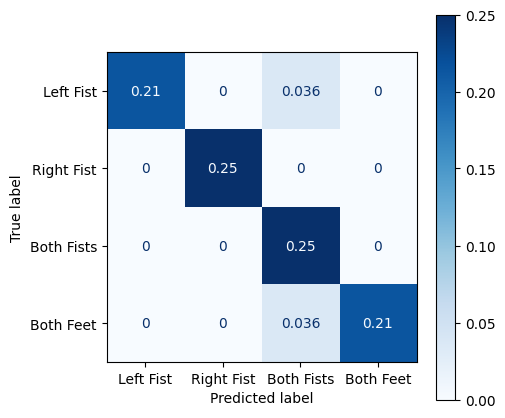 Left Fist 0.21 0 0.036 0
Right Fist 0 0.25 0 0
Both Fists 0 0 0.25 0
Both Feet 0 0 0.036 0.21
Left Fist Right Fist Both Fists Both Feet
Predicted label
True label
0.25
0.20
0.15
0.10
0.05
0.00